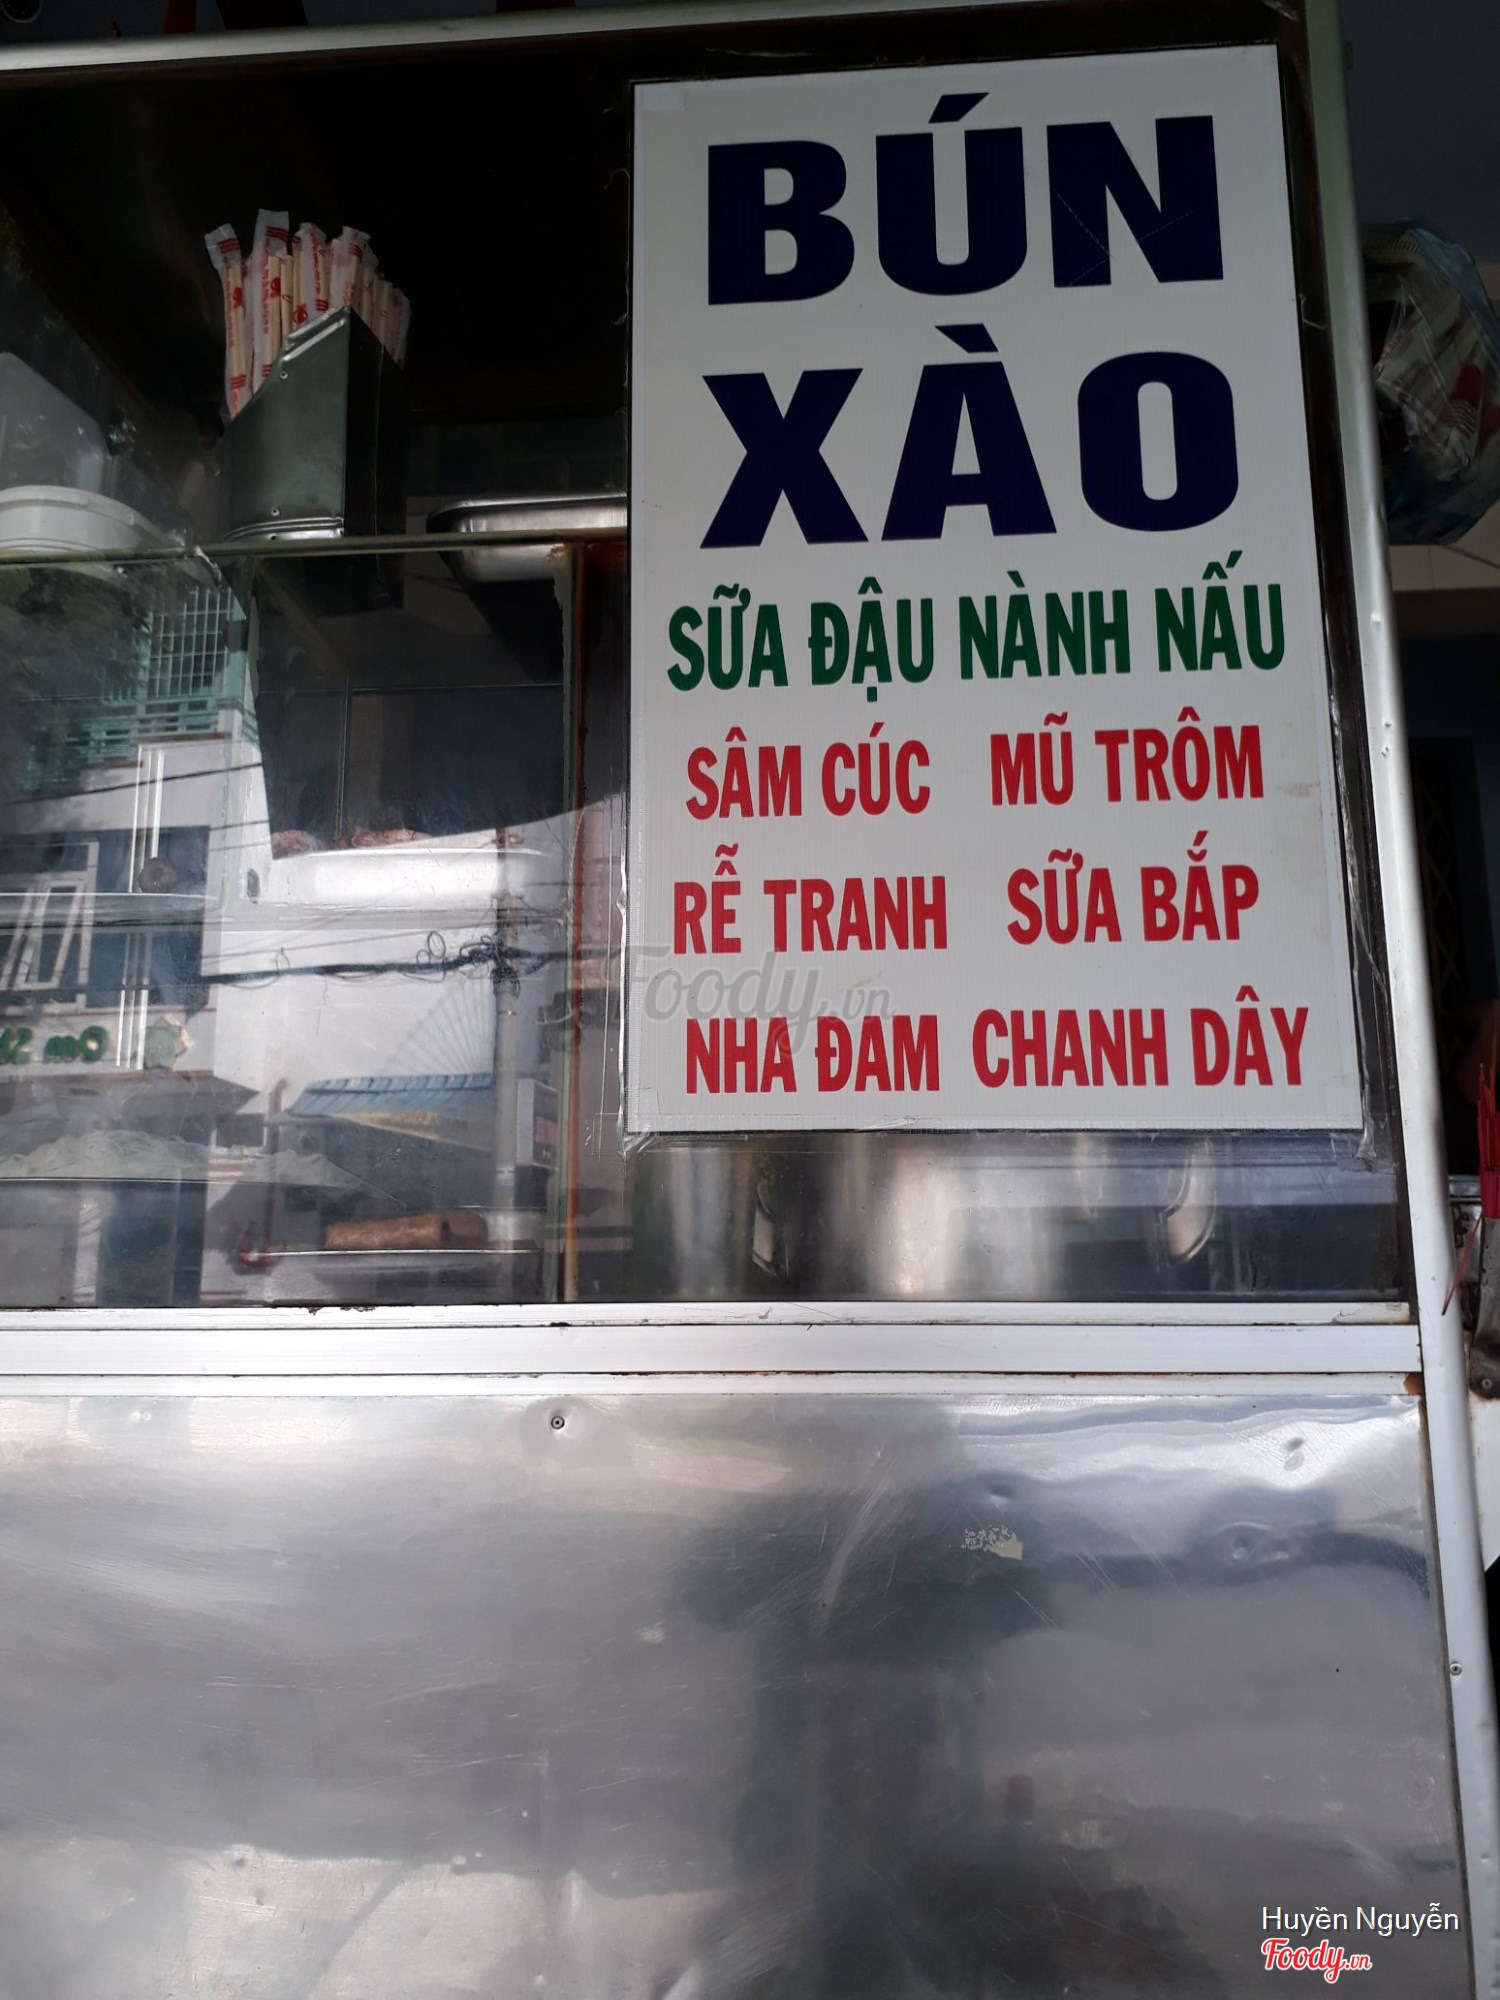 BÚN
XÀO
SỮA ĐẬU NÀNH NẤU
SÂM CÚC MŨ TRÔM
RỄ TRANH SỮA BẮP
NHA ĐAM CHANH DÂY
Foody.vn
Huyền Nguyễn
Foody.vn